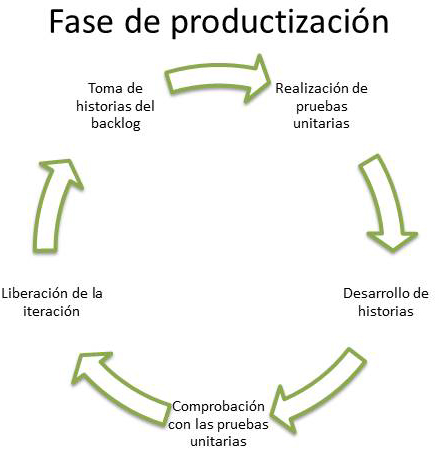 Fase de productización
Toma de
historias del
backlog
Realización de
pruebas
unitarias
Desarrollo de
historias
Comprobación
con las pruebas
unitarias
Liberación de la
iteración